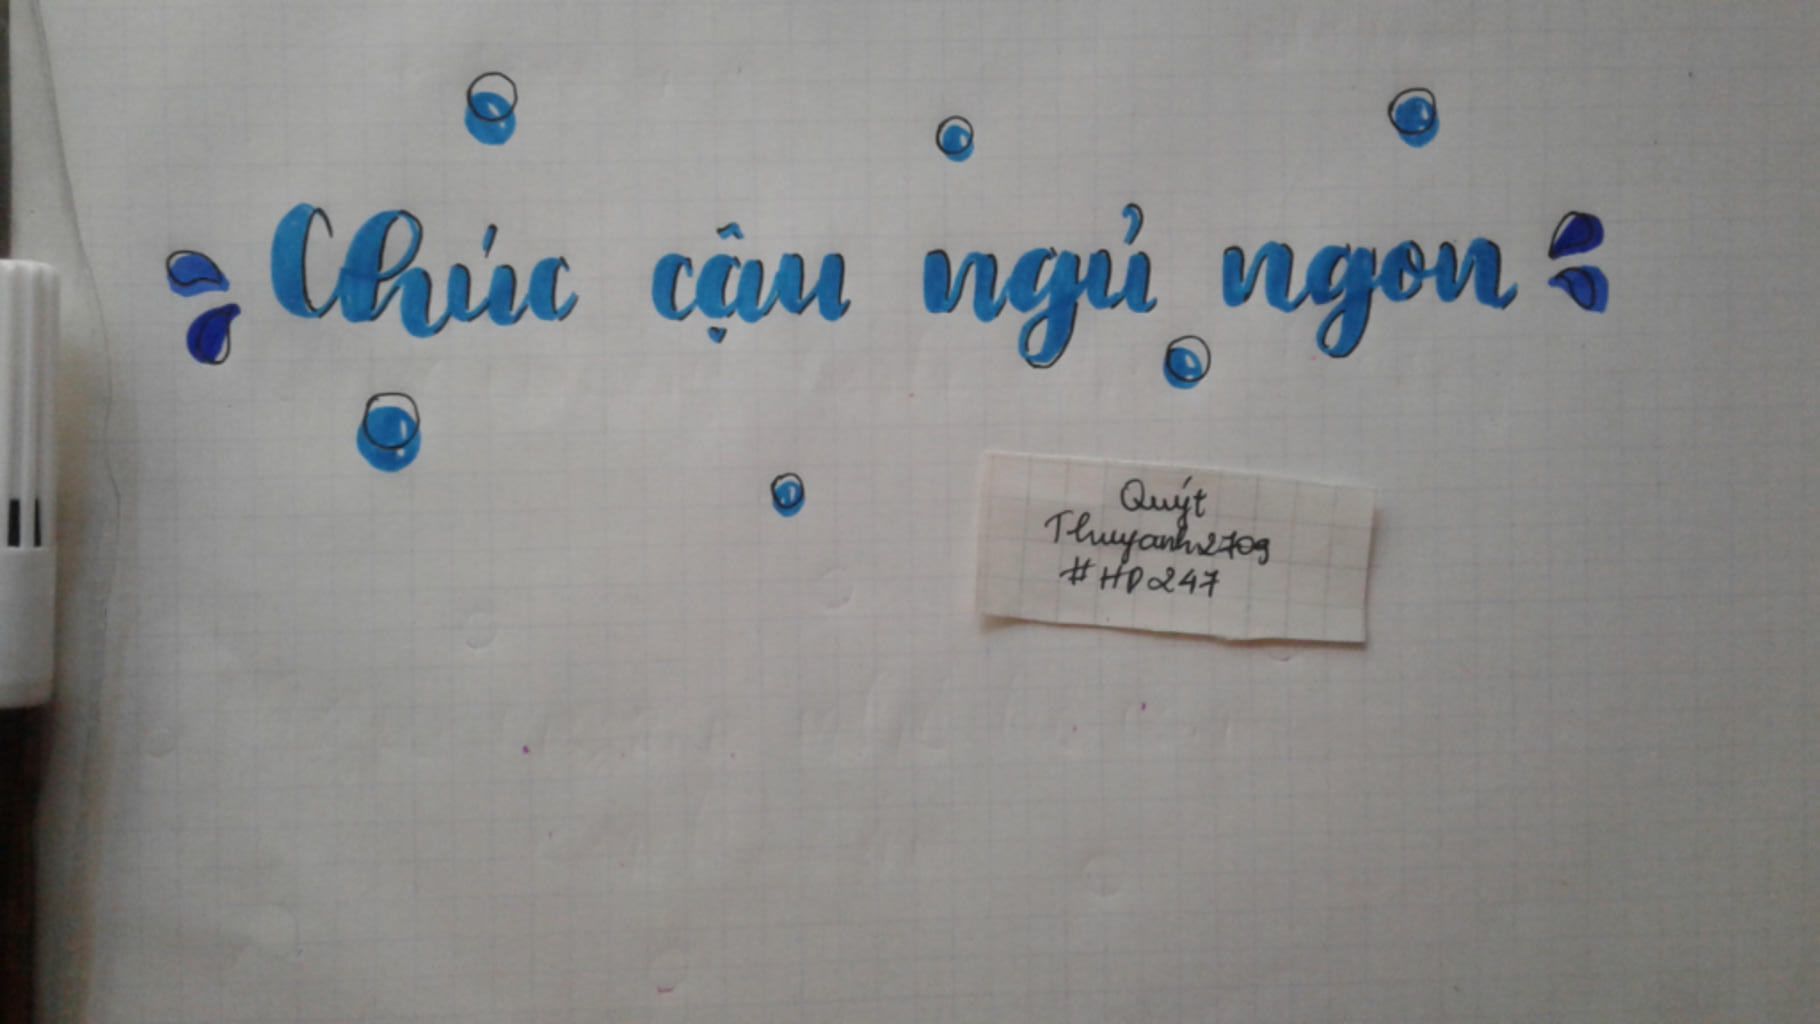 Chúc cậu ngủ ngon
Quýt
Thuyanh2709
#HD247